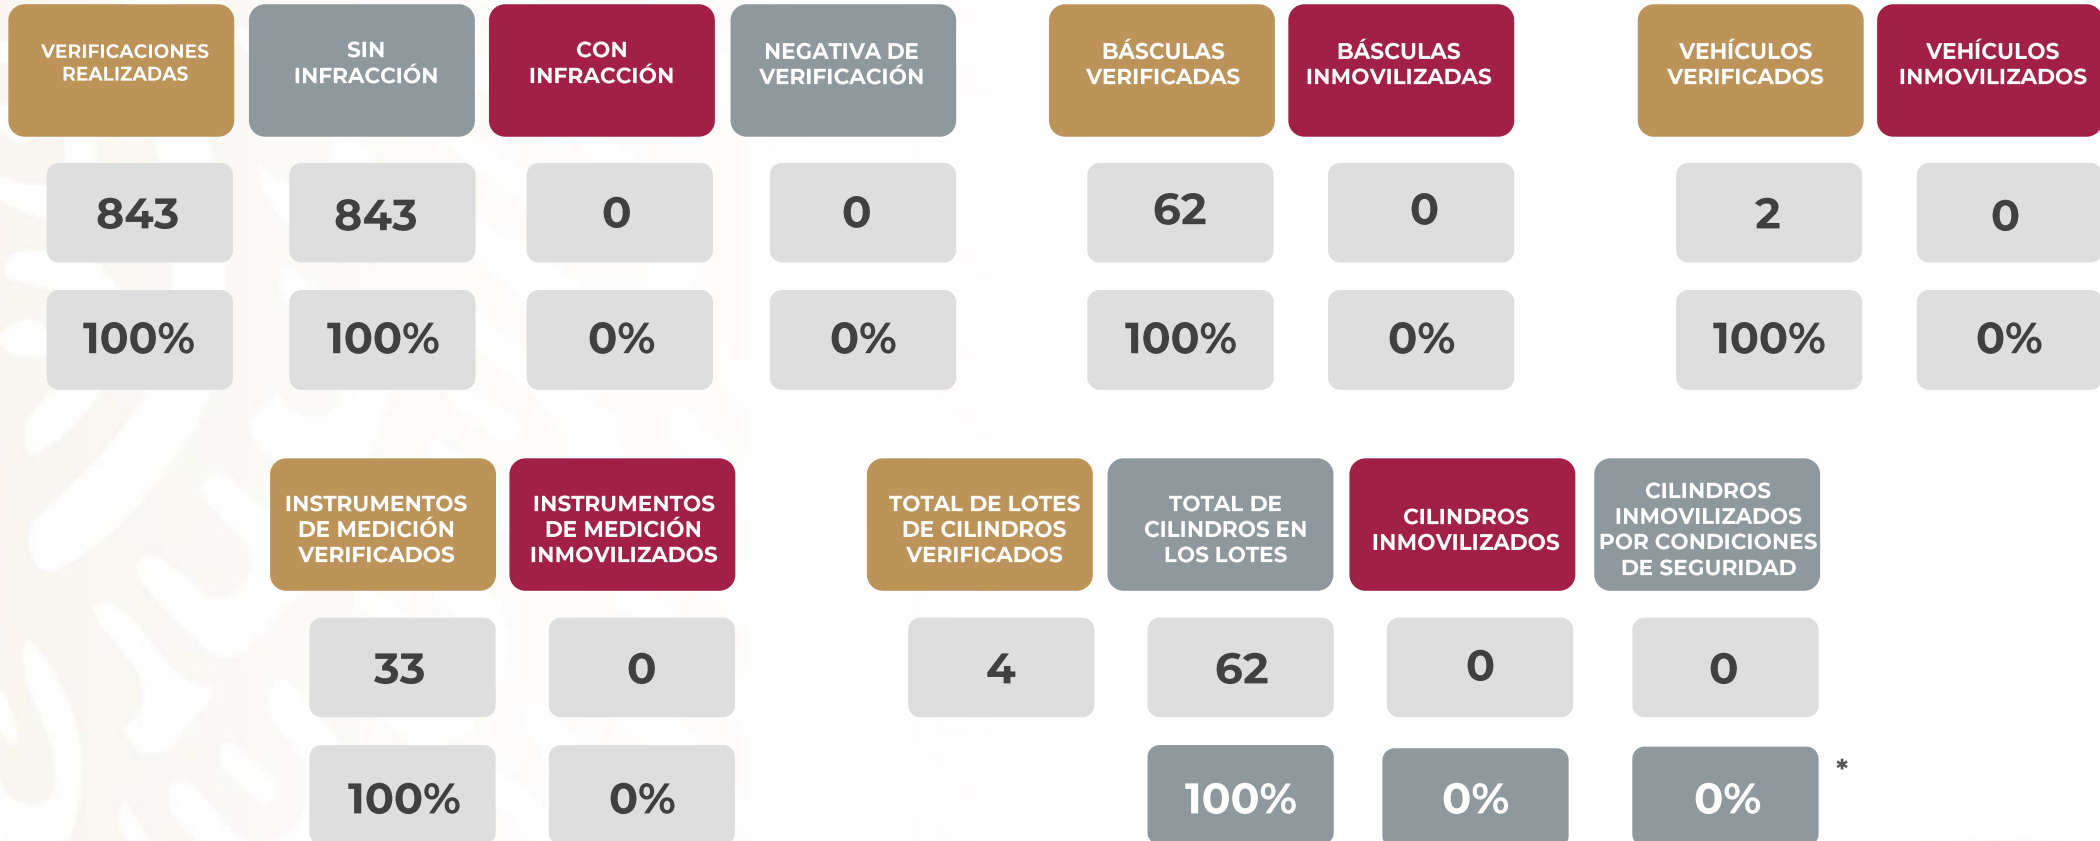 VERIFICACIONES
REALIZADAS
SIN
INFRACCIÓN
CON
INFRACCIÓN
NEGATIVA DE
VERIFICACIÓN
BÁSCULAS
VERIFICADAS
BÁSCULAS
INMOVILIZADAS
VEHÍCULOS
VERIFICADOS
VEHÍCULOS
INMOVILIZADOS
843
843
0
0
62
0
2
0
100%
100%
0%
0%
100%
0%
100%
0%
INSTRUMENTOS
DE MEDICIÓN
VERIFICADOS
INSTRUMENTOS
DE MEDICIÓN
INMOVILIZADOS
TOTAL DE LOTES
DE CILINDROS
VERIFICADOS
TOTAL DE
CILINDROS EN
LOS LOTES
CILINDROS
INMOVILIZADOS
CILINDROS
INMOVILIZADOS
POR CONDICIONES
DE SEGURIDAD
33
0
4
62
0
0
100%
0%
100%
0%
0%
*